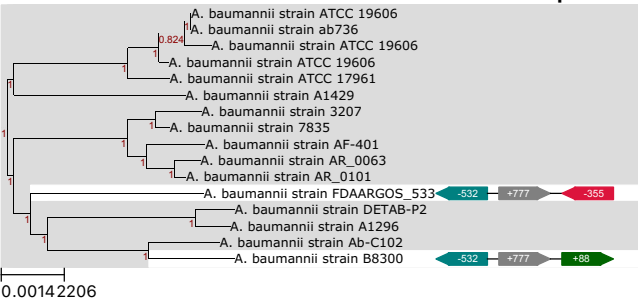 A. baumannii strain ATCC 19606
1 A. baumannii strain ab736
0.824 A. baumannii strain ATCC 19606
1 A. baumannii strain ATCC 19606
1 A. baumannii strain ATCC 17961
1 A. baumannii strain A1429
A. baumannii strain 3207
1 1 A. baumannii strain 7835
1 A. baumannii strain AF-401
1 A. baumannii strain AR_0063
1 1 A. baumannii strain AR_0101
A. baumannii strain FDAARGOS_533 -532 +777 -355
1 A. baumannii strain DETAB-P2
1 A. baumannii strain A1296
1 A. baumannii strain Ab-C102
1 A. baumannii strain B8300 -532 +777 +88
0.00142206